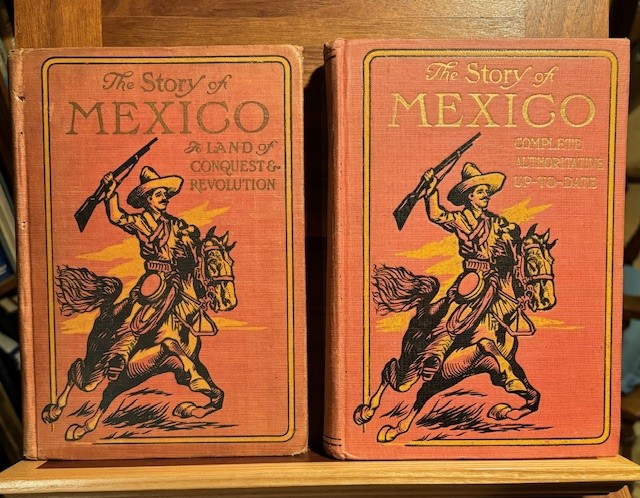 The Story of
MEXICO
A LAND of
CONQUEST &
REVOLUTION
The Story of
MEXICO
COMPLETE
AUTHORITATIVE
UP-TO-DATE